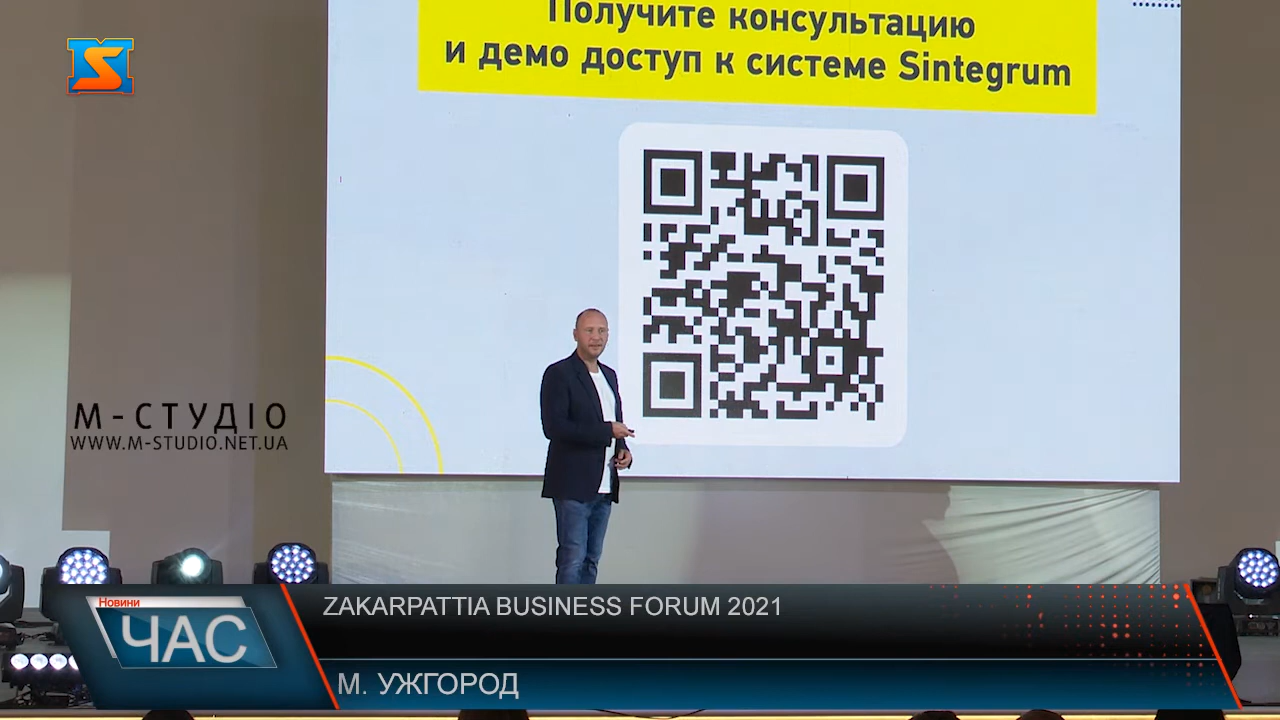 Получите консультацию
и демо доступ к системе Sintegrum
М-СТУДІО
WWW.M-STUDIO.NET.UA
Новини
ЧАС
ZAKARPATTIA BUSINESS FORUM 2021
М. УЖГОРОД